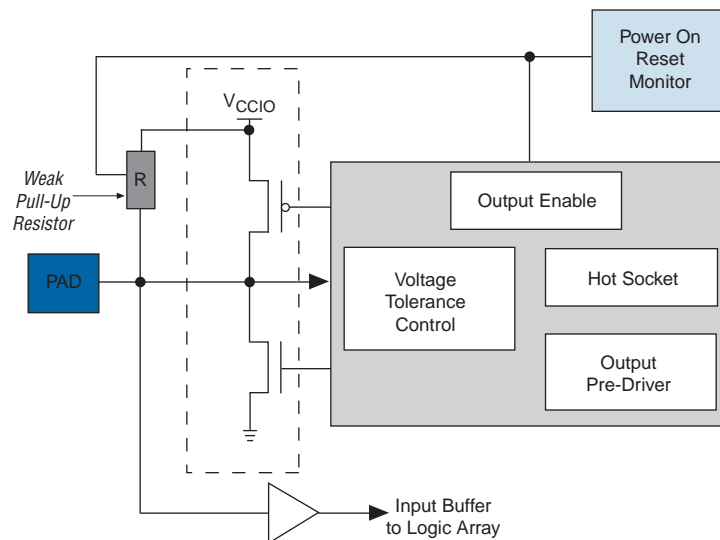 Power On
Reset
Monitor
VCCIO
R
Weak
Pull-Up
Resistor
Output Enable
PAD
Voltage
Tolerance
Control
Hot Socket
Output
Pre-Driver
Input Buffer
to Logic Array